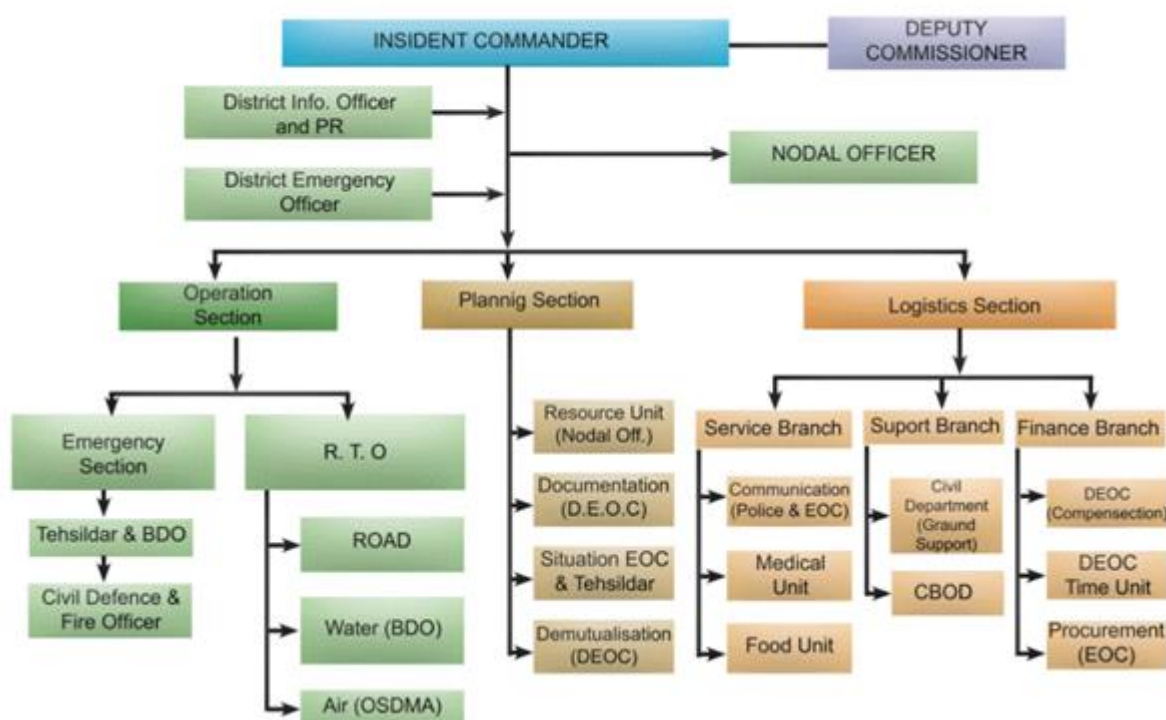 INSIDENT COMMANDER
DEPUTY
COMMISSIONER
District Info. Officer
and PR
NODAL OFFICER
District Emergency
Officer
Operation
Section
Plannig Section
Logistics Section
Emergency
Section
R. T. O
Tehsildar & BDO
Civil Defence &
Fire Officer
ROAD
Water (BDO)
Air (OSDMA)
Resource Unit
(Nodal Off.)
Documentation
(D.E.O.C)
Situation EOC
& Tehsildar
Demutualisation
(DEOC)
Service Branch
Communication
(Police & EOC)
Medical
Unit
Food Unit
Suport Branch
Civil
Department
(Graund
Support)
CBOD
Finance Branch
DEOC
(Compensection)
DEOC
Time Unit
Procurement
(EOC)